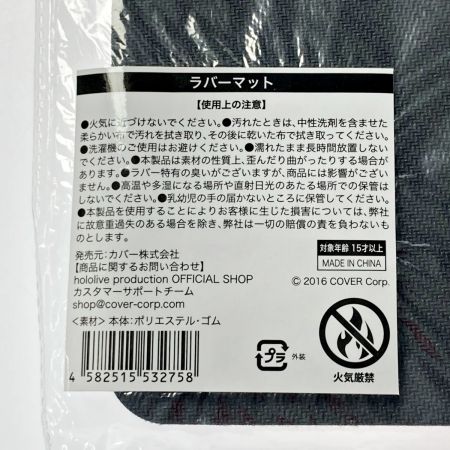 ラバーマット
【使用上の注意】
●火気に近づけないでください。●汚れたときは、中性洗剤を含ませた
柔らかい布で汚れを拭き取り、その後に乾いた布で拭き取ってください。
●洗濯機のご使用はお避けください。●濡れたまま長時間放置しない
でください。●本製品は素材の性質上、歪んだり曲がったりする場合が
あります。●ラバー特有の臭いがございますが、商品には影響がござい
ません。●高温や多湿になる場所や直射日光のあたる場所での保管は
しないでください。●乳幼児の手の届かないところに保管してください。
●本製品を使用することによりお客様に生じた損害については、弊社
に故意重過失のある場合を除き、弊社は一切の賠償の責を負わない
ものとします。
発売元:カバー株式会社
【商品に関するお問い合わせ】
hololive production OFFICIAL SHOP
カスタマーサポートチーム
shop@cover-corp.com
対象年齢 15才以上
MADE IN CHINA
© 2016 COVER Corp.
<素材>本体:ポリエステル・ゴム
4 582515 532758
プラ 外装
火気厳禁